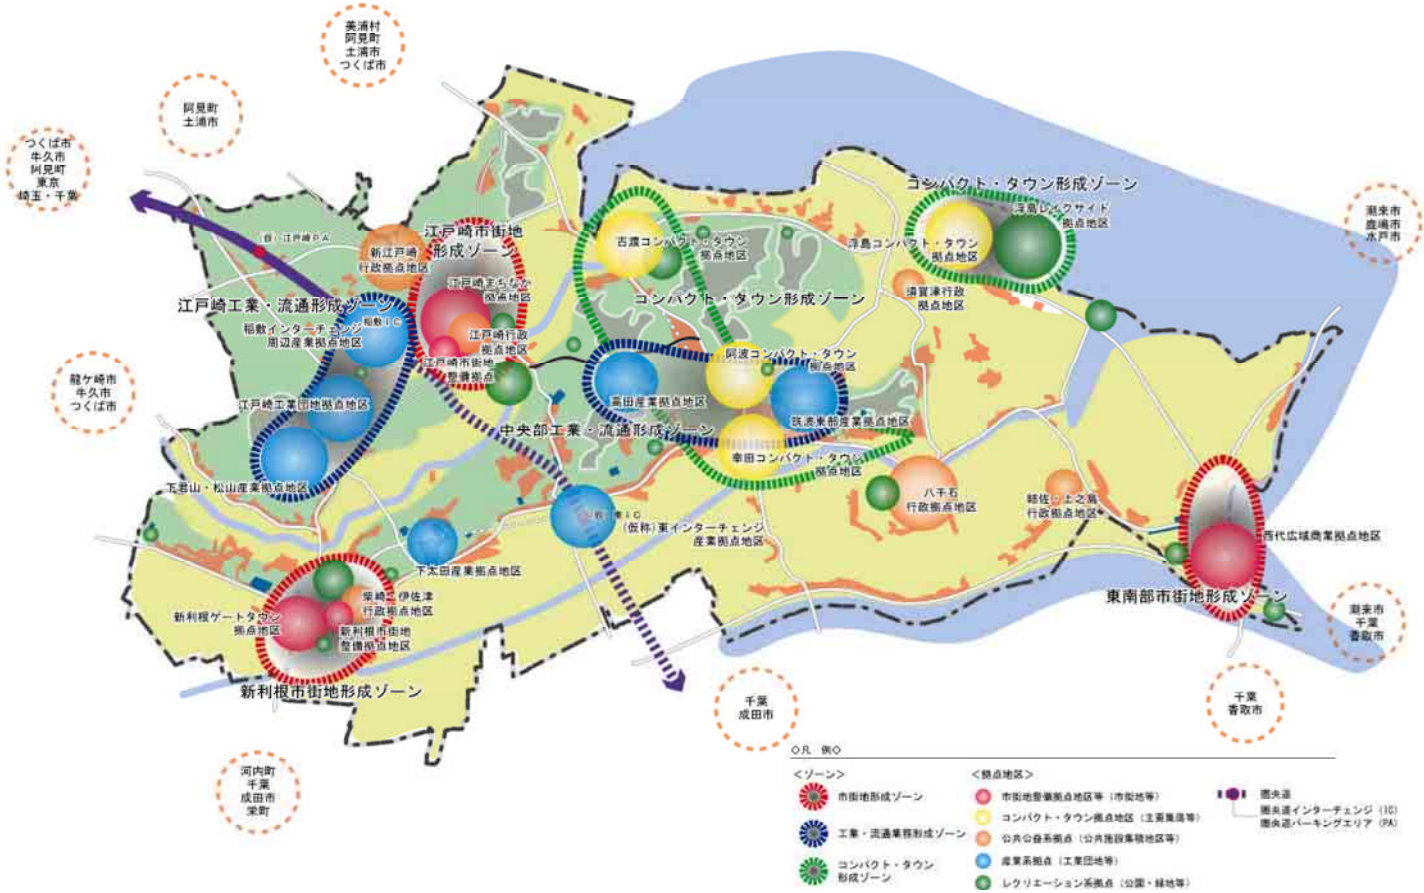 美浦村
阿見町
土浦市
つくば市
阿見町
土浦市
つくば市
牛久市
阿見町
東京
埼玉・千葉
潮来市
鹿嶋市
水戸市
龍ケ崎市
牛久市
つくば市
コンパクト・タウン形成ゾーン
浮島レイクサイド
拠点地区
浮島コンパクト・タウン
拠点地区
須賀津行政
拠点地区
(仮)江戸崎PA
新江戸崎
行政拠点地区
江戸崎市街地
形成ゾーン
江戸崎まちなか
拠点地区
江戸崎行政
拠点地区
江戸崎市街地
整備拠点
古渡コンパクト・タウン
拠点地区
コンパクト・タウン形成ゾーン
江戸崎工業・流通形成ゾーン
稲敷IC
稲敷インターチェンジ
周辺産業拠点地区
江戸崎工業団地拠点地区
下君山・松山産業拠点地区
阿波コンパクト・タウン
拠点地区
高田産業拠点地区
筑波東部産業拠点地区
中央部工業・流通形成ゾーン
幸田コンパクト・タウン
拠点地区
八千石
行政拠点地区
結佐・上之島
行政拠点地区
西代広域商業拠点地区
東南部市街地形成ゾーン
(仮)東IC
(仮称)東インターチェンジ
産業拠点地区
下太田産業拠点地区
柴崎・伊佐津
行政拠点地区
新利根ゲートタウン
拠点地区
新利根市街地
整備拠点地区
新利根市街地形成ゾーン
潮来市
千葉
香取市
千葉
香取市
千葉
成田市
河内町
千葉
成田市
栄町
◇凡 例◇
<ゾーン>
市街地形成ゾーン
工業・流通業務形成ゾーン
コンパクト・タウン
形成ゾーン
<拠点地区>
市街地整備拠点地区等(市街地等)
コンパクト・タウン拠点地区(主要集落等)
公共公益系拠点(公共施設集積地区等)
産業系拠点(工業団地等)
レクリエーション系拠点(公園・緑地等)
圏央道
圏央道インターチェンジ(IC)
圏央道パーキングエリア(PA)